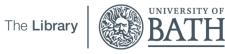 The Library
UNIVERSITY OF
BATH